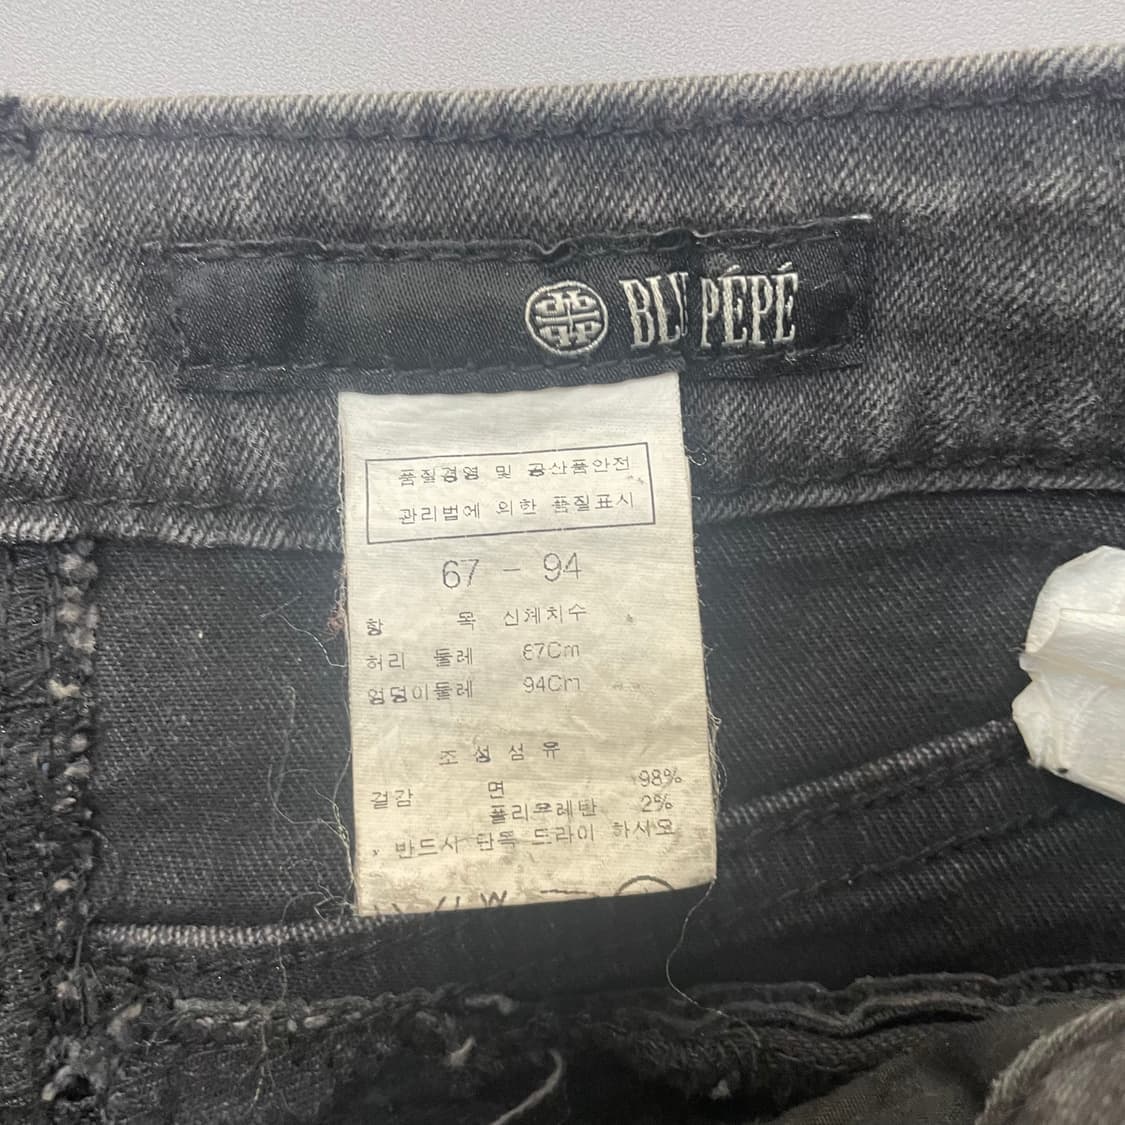 BLU PÉPÉ
품질경영 및 공산품안전
관리법에 의한 품질표시
67 - 94
항 목 신체치수
허리 둘레 67Cm
엉덩이둘레 94Cm
조 성 섬 유
겉감 면 98%
폴리우레탄 2%
반드시 단독 드라이 하시오